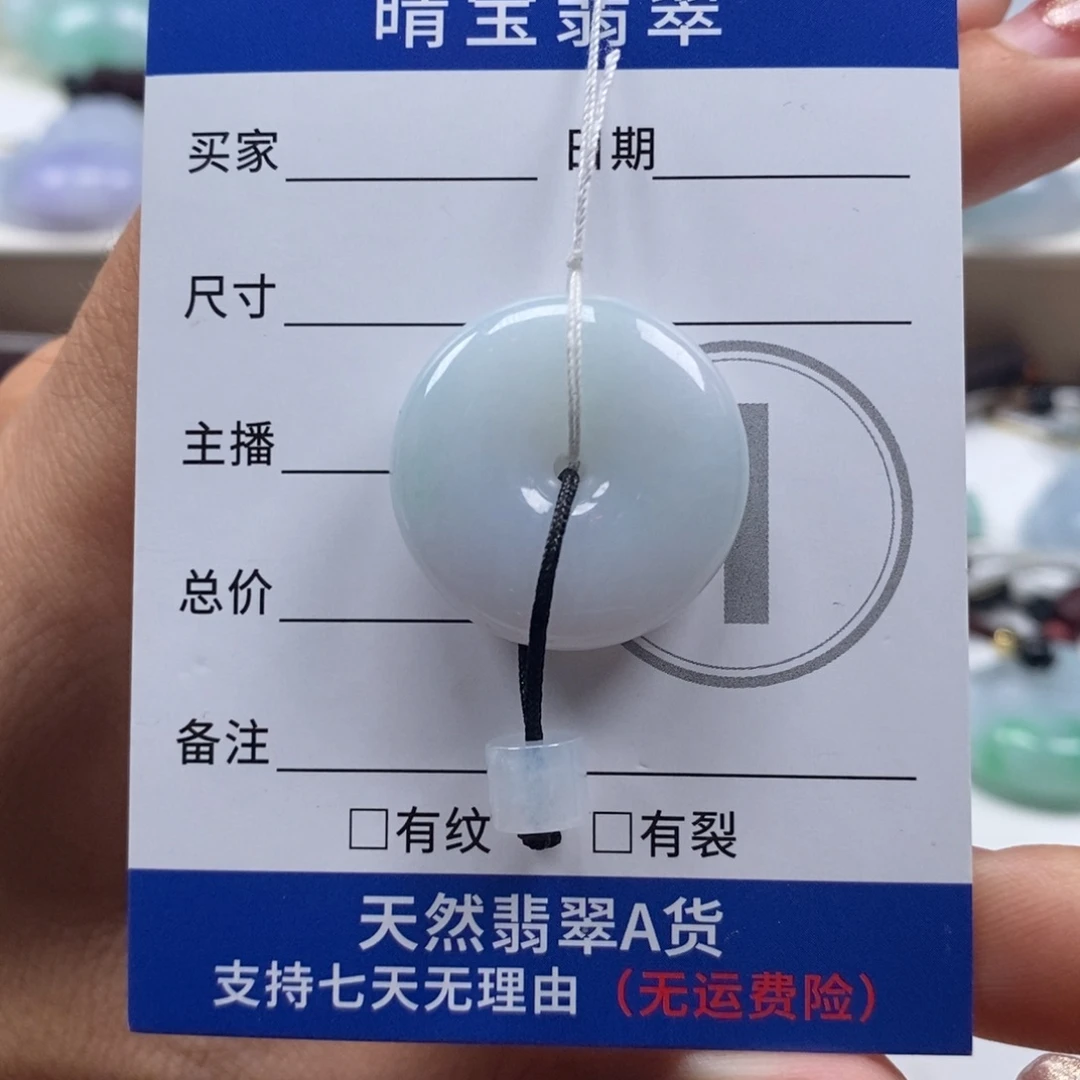 晴宝翡翠
买家 日期
尺寸
主播
总价
备注
□有纹 □有裂
天然翡翠A货
支持七天无理由（无运费险）